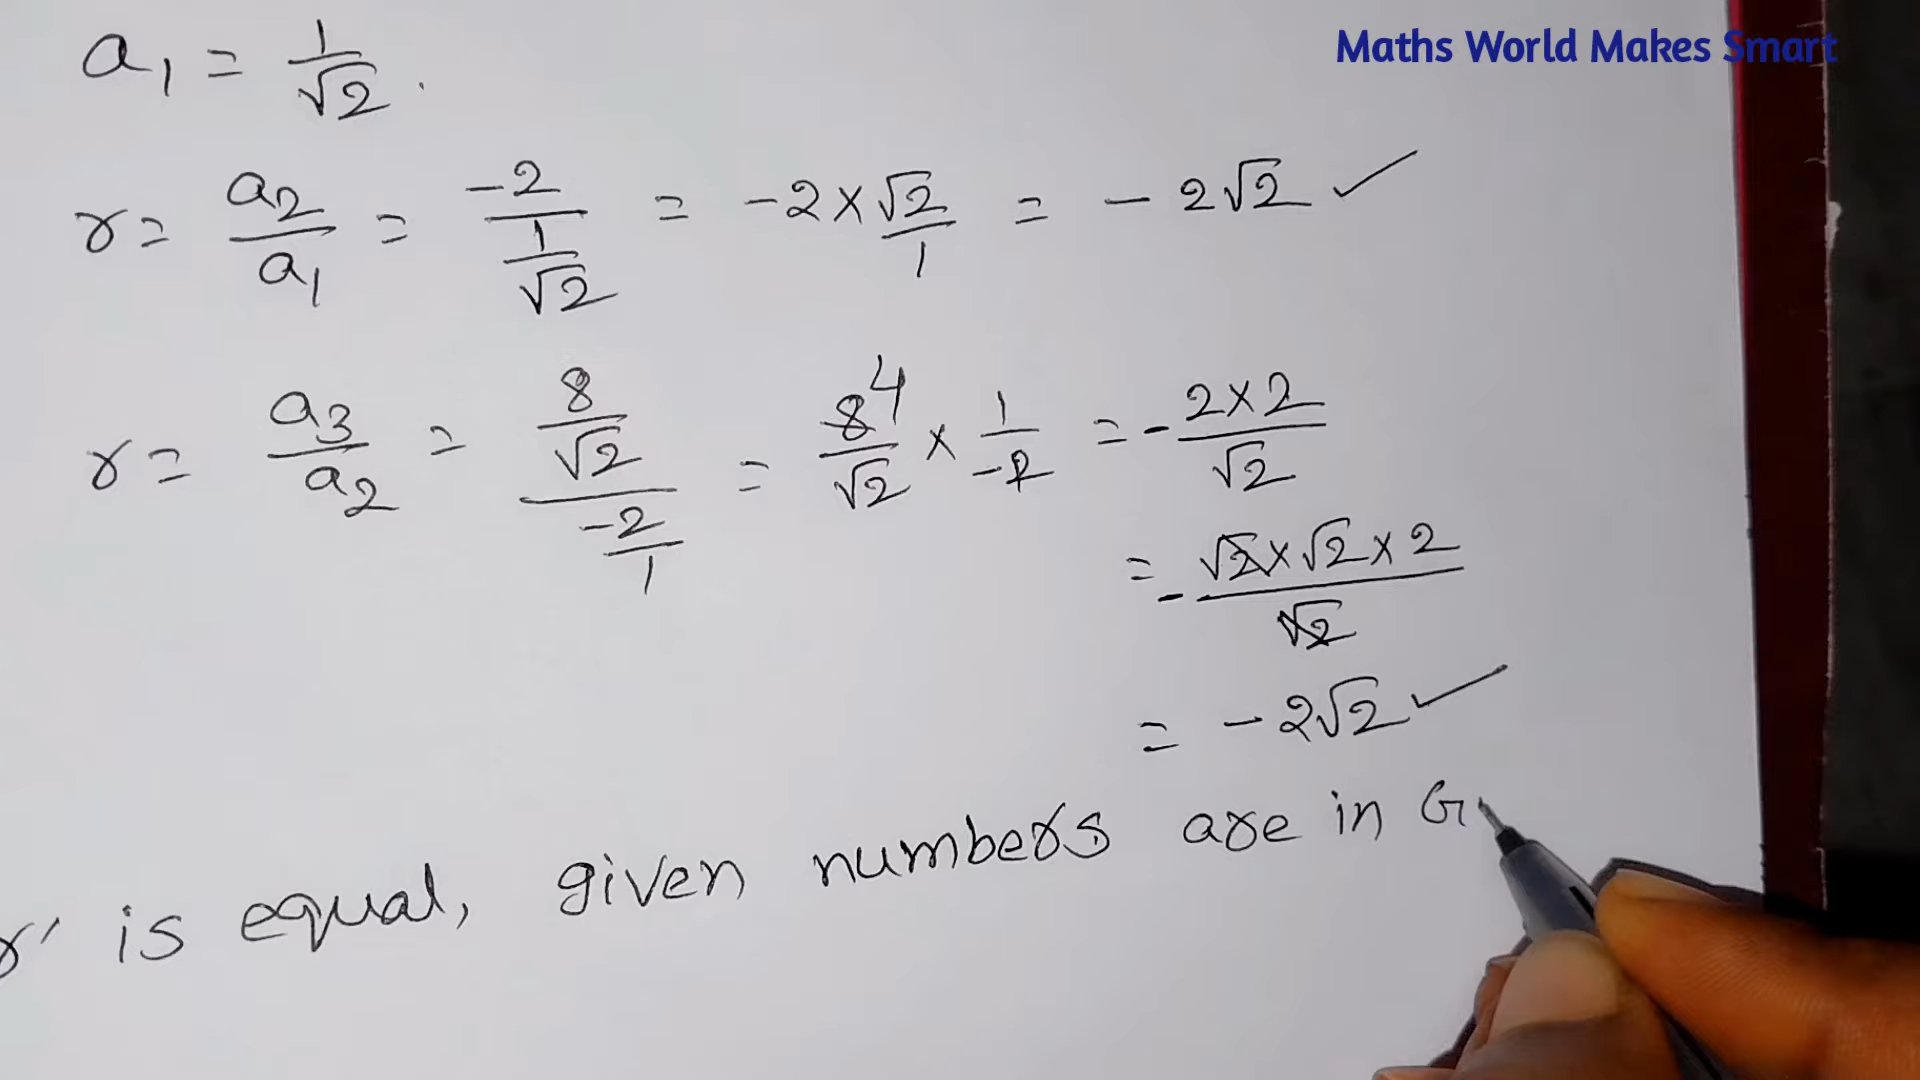 Maths World Makes Smart
a₁ = 1/√2.
r = a₂/a₁ = -2/(1/√2) = -2 × √2/1 = - 2√2 ✓
r = a₃/a₂ = (8/√2)/(-2/1) = 8 4/√2 × 1/-2 = - 2×2/√2
= - √2×√2×2/√2
= - 2√2 ✓
r' is equal, given numbers are in G